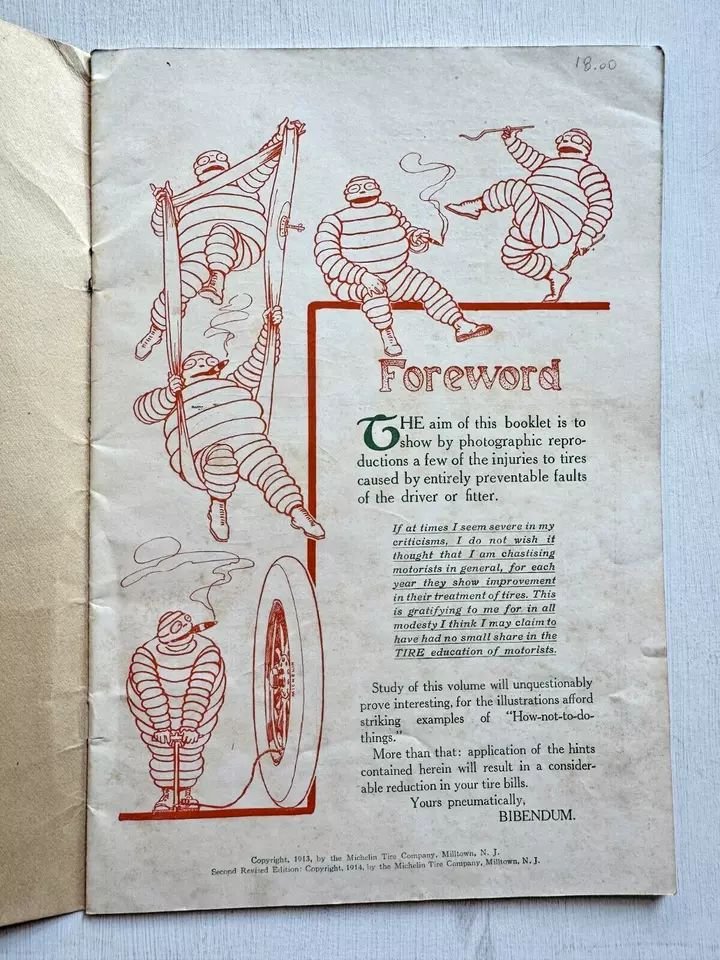 18.00
Foreword
THE aim of this booklet is to
show by photographic repro-
ductions a few of the injuries to tires
caused by entirely preventable faults
of the driver or fitter.
If at times I seem severe in my
criticisms, I do not wish it
thought that I am chastising
motorists in general, for each
year they show improvement
in their treatment of tires. This
is gratifying to me for in all
modesty I think I may claim to
have had no small share in the
TIRE education of motorists.
Study of this volume will unquestionably
prove interesting, for the illustrations afford
striking examples of "How-not-to-do-
things."
More than that: application of the hints
contained herein will result in a consider-
able reduction in your tire bills.
Yours pneumatically,
BIBENDUM.
Copyright, 1913, by the Michelin Tire Company, Milltown, N. J.
Second Revised Edition: Copyright, 1914, by the Michelin Tire Company, Milltown, N. J.